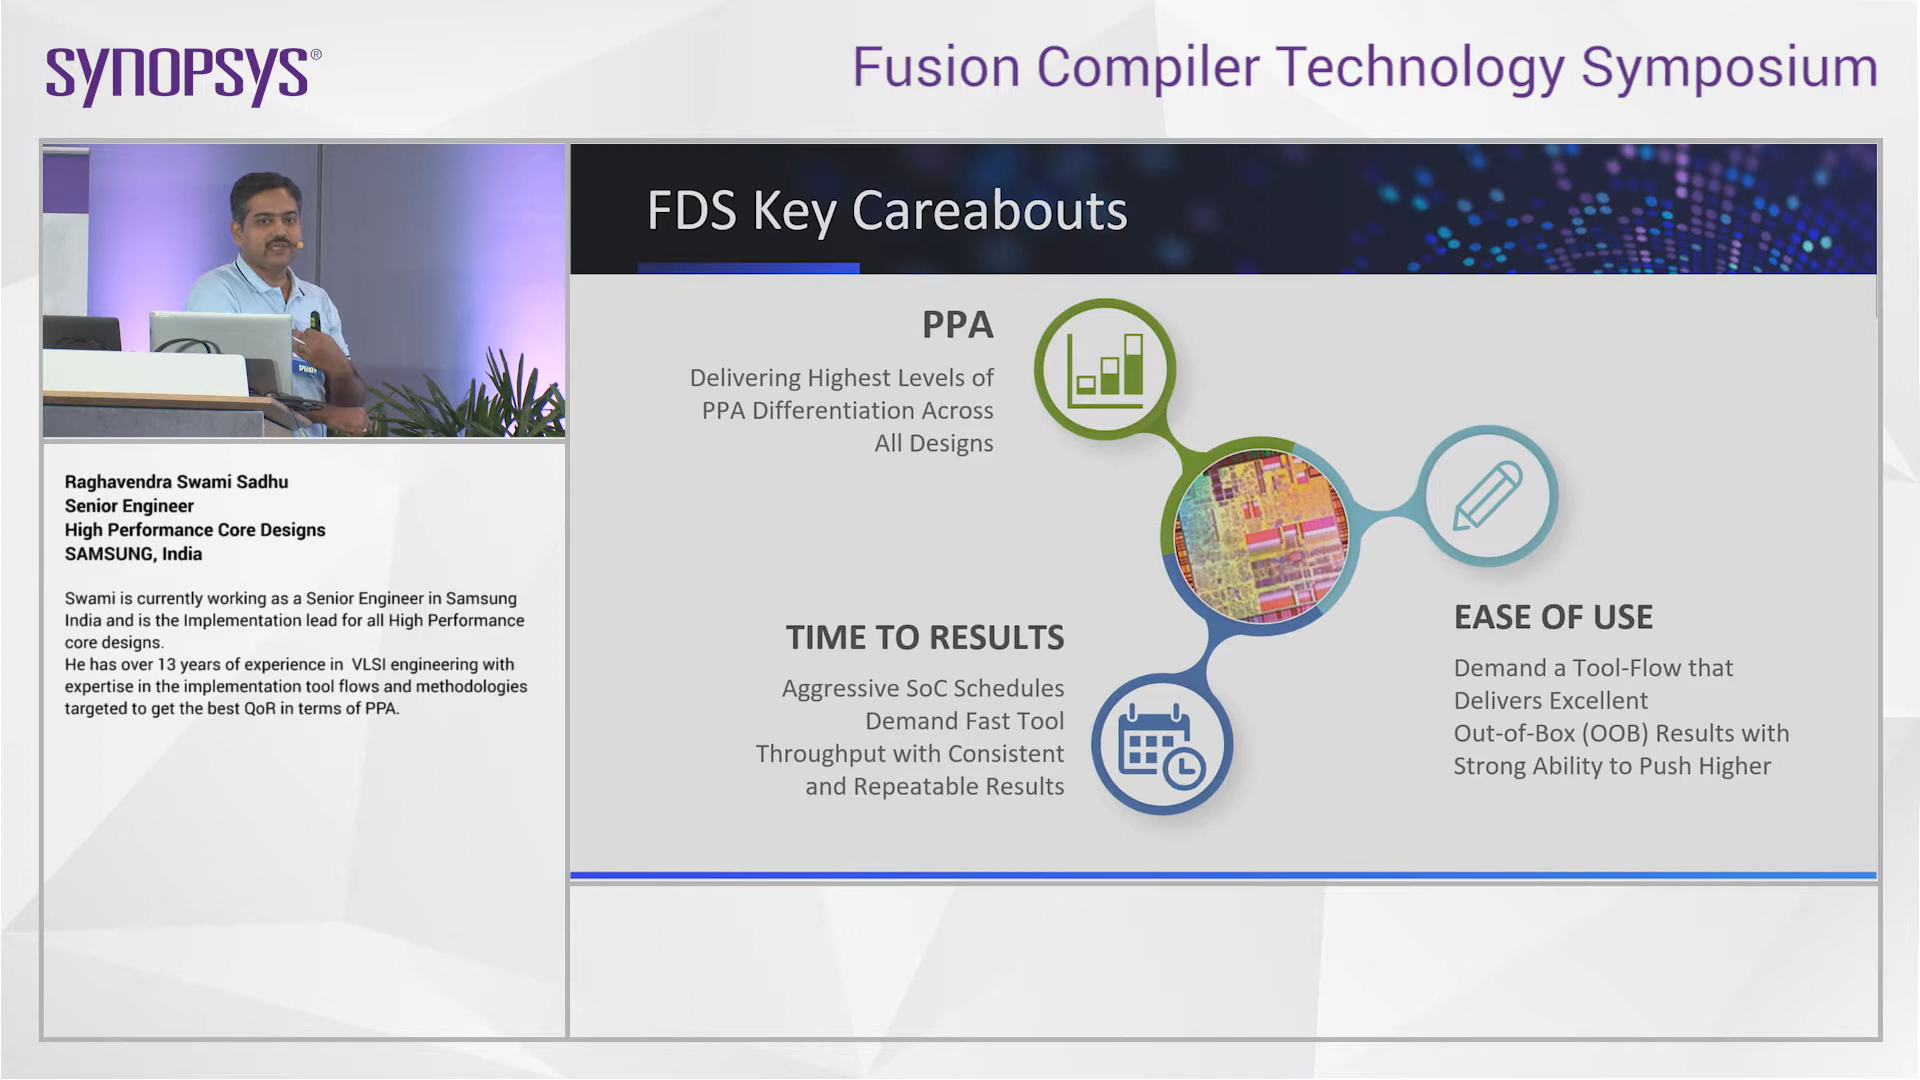 SYNOPSYS®
Fusion Compiler Technology Symposium
SPEAKER
Raghavendra Swami Sadhu
Senior Engineer
High Performance Core Designs
SAMSUNG, India
Swami is currently working as a Senior Engineer in Samsung
India and is the Implementation lead for all High Performance
core designs.
He has over 13 years of experience in VLSI engineering with
expertise in the implementation tool flows and methodologies
targeted to get the best QoR in terms of PPA.
FDS Key Careabouts
PPA
Delivering Highest Levels of
PPA Differentiation Across
All Designs
TIME TO RESULTS
Aggressive SoC Schedules
Demand Fast Tool
Throughput with Consistent
and Repeatable Results
EASE OF USE
Demand a Tool-Flow that
Delivers Excellent
Out-of-Box (OOB) Results with
Strong Ability to Push Higher